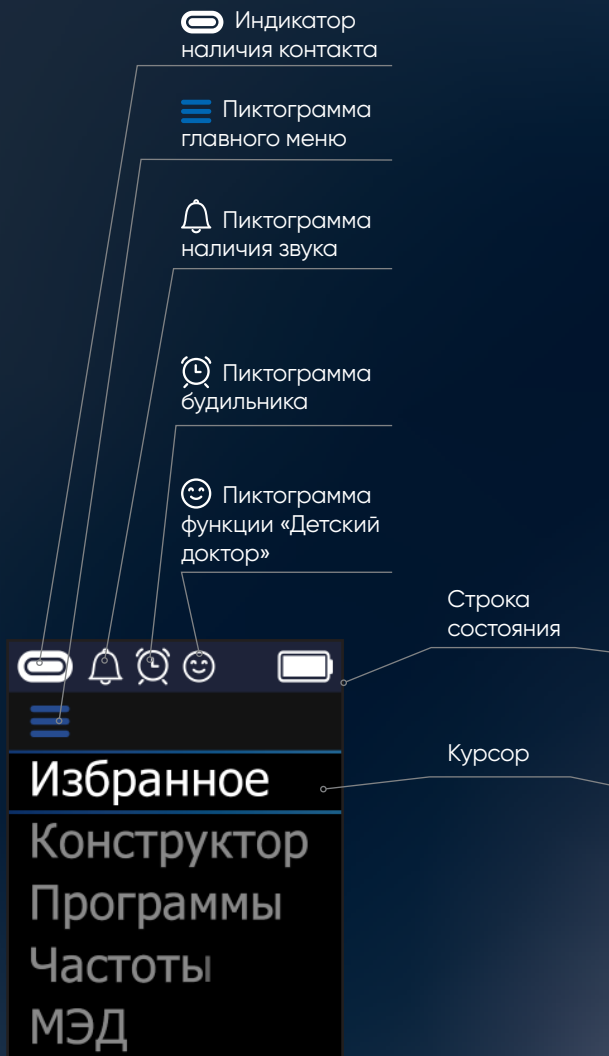 Индикатор
наличия контакта
Пиктограмма
главного меню
Пиктограмма
наличия звука
Пиктограмма
будильника
Пиктограмма
функции «Детский
доктор»
Строка
состояния
Курсор
Избранное
Конструктор
Программы
Частоты
МЭД